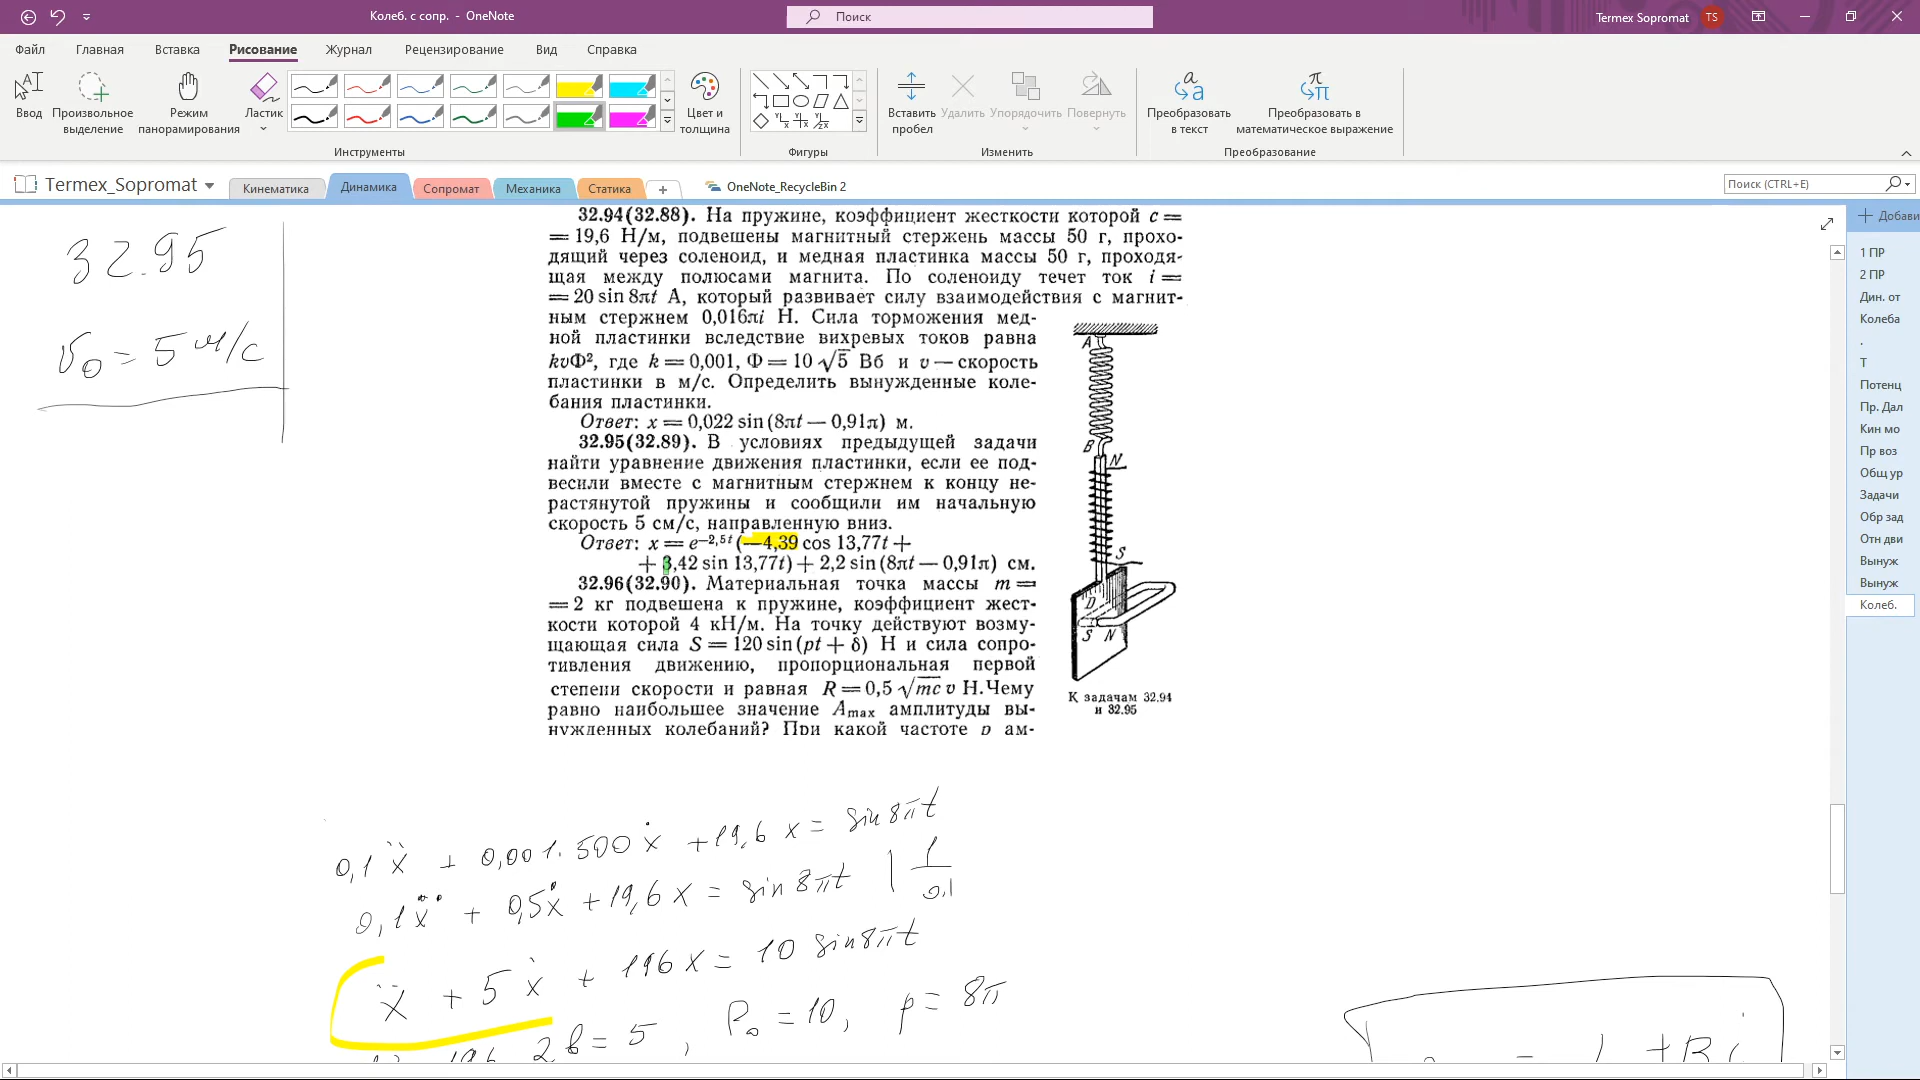 Колеб. с сопр. - OneNote
Поиск
Termex Sopromat
TS
Файл Главная Вставка Рисование Журнал Рецензирование Вид Справка
Ввод
Произвольное выделение
Режим панорамирования
Ластик
Цвет и толщина
Вставить пробел
Удалить
Упорядочить
Повернуть
Преобразовать в текст
Преобразовать в математическое выражение
Инструменты
Фигуры
Изменить
Преобразование
Termex_Sopromat
Кинематика
Динамика
Сопромат
Механика
Статика
OneNote_RecycleBin 2
Поиск (CTRL+E)
Добави
1 ПР
2 ПР
Дин. от
Колеба
.
Т
Потенц
Пр. Дал
Кин мо
Пр воз
Общ ур
Задачи
Обр зад
Отн дви
Вынуж
Вынуж
Колеб.
32.95
v₀ = 5 м/с
32.94(32.88). На пружине, коэффициент жесткости которой c =
= 19,6 Н/м, подвешены магнитный стержень массы 50 г, прохо-
дящий через соленоид, и медная пластинка массы 50 г, проходя-
щая между полюсами магнита. По соленоиду течет ток i =
= 20 sin 8πt А, который развивает силу взаимодействия с магнит-
ным стержнем 0,016πi Н. Сила торможения мед-
ной пластинки вследствие вихревых токов равна
kvΦ², где k = 0,001, Φ = 10 √5 Вб и v — скорость
пластинки в м/с. Определить вынужденные коле-
бания пластинки.
Ответ: x = 0,022 sin (8πt — 0,91π) м.
32.95(32.89). В условиях предыдущей задачи
найти уравнение движения пластинки, если ее под-
весили вместе с магнитным стержнем к концу не-
растянутой пружины и сообщили им начальную
скорость 5 см/с, направленную вниз.
Ответ: x = e^−2,5t (—4,39 cos 13,77t +
+ 3,42 sin 13,77t) + 2,2 sin (8πt — 0,91π) см.
32.96(32.90). Материальная точка массы m =
= 2 кг подвешена к пружине, коэффициент жест-
кости которой 4 кН/м. На точку действуют возму-
щающая сила S = 120 sin (pt + δ) Н и сила сопро-
тивления движению, пропорциональная первой
степени скорости и равная R = 0,5 √mc v Н. Чему
равно наибольшее значение Amax амплитуды вы-
нужденных колебаний? При какой частоте p ам-
A
B
N
S
D
S N
К задачам 32.94
и 32.95
0,1 ẍ + 0,001·500 ẋ + 19,6 x = sin 8πt
0,1 ẍ + 0,5ẋ + 19,6 x = sin 8πt | 1/0,1
ẍ + 5 ẋ + 196 x = 10 sin 8πt
2b = 5, P₀ = 10, p = 8π